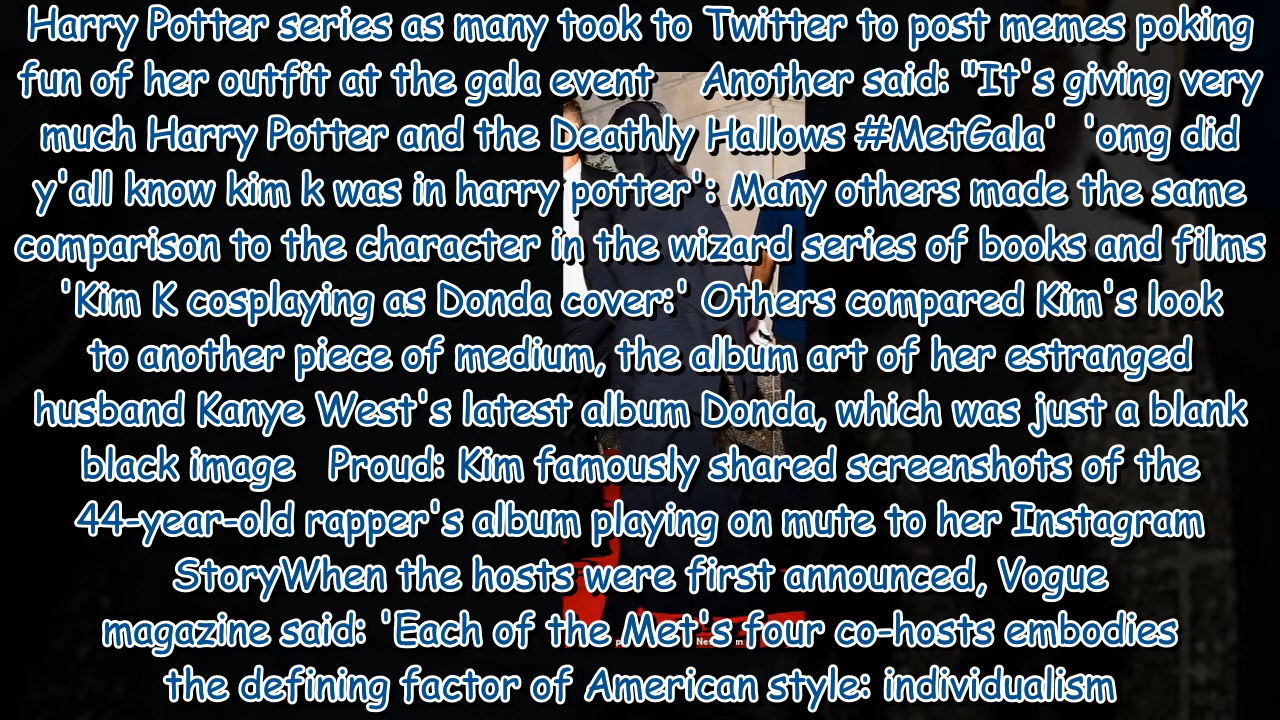 Harry Potter series as many took to Twitter to post memes poking
fun of her outfit at the gala event    Another said: "It's giving very
much Harry Potter and the Deathly Hallows #MetGala'  'omg did
y'all know kim k was in harry potter': Many others made the same
comparison to the character in the wizard series of books and films
'Kim K cosplaying as Donda cover:' Others compared Kim's look
to another piece of medium, the album art of her estranged
husband Kanye West's latest album Donda, which was just a blank
black image   Proud: Kim famously shared screenshots of the
44-year-old rapper's album playing on mute to her Instagram
StoryWhen the hosts were first announced, Vogue
magazine said: 'Each of the Met's four co-hosts embodies
the defining factor of American style: individualism